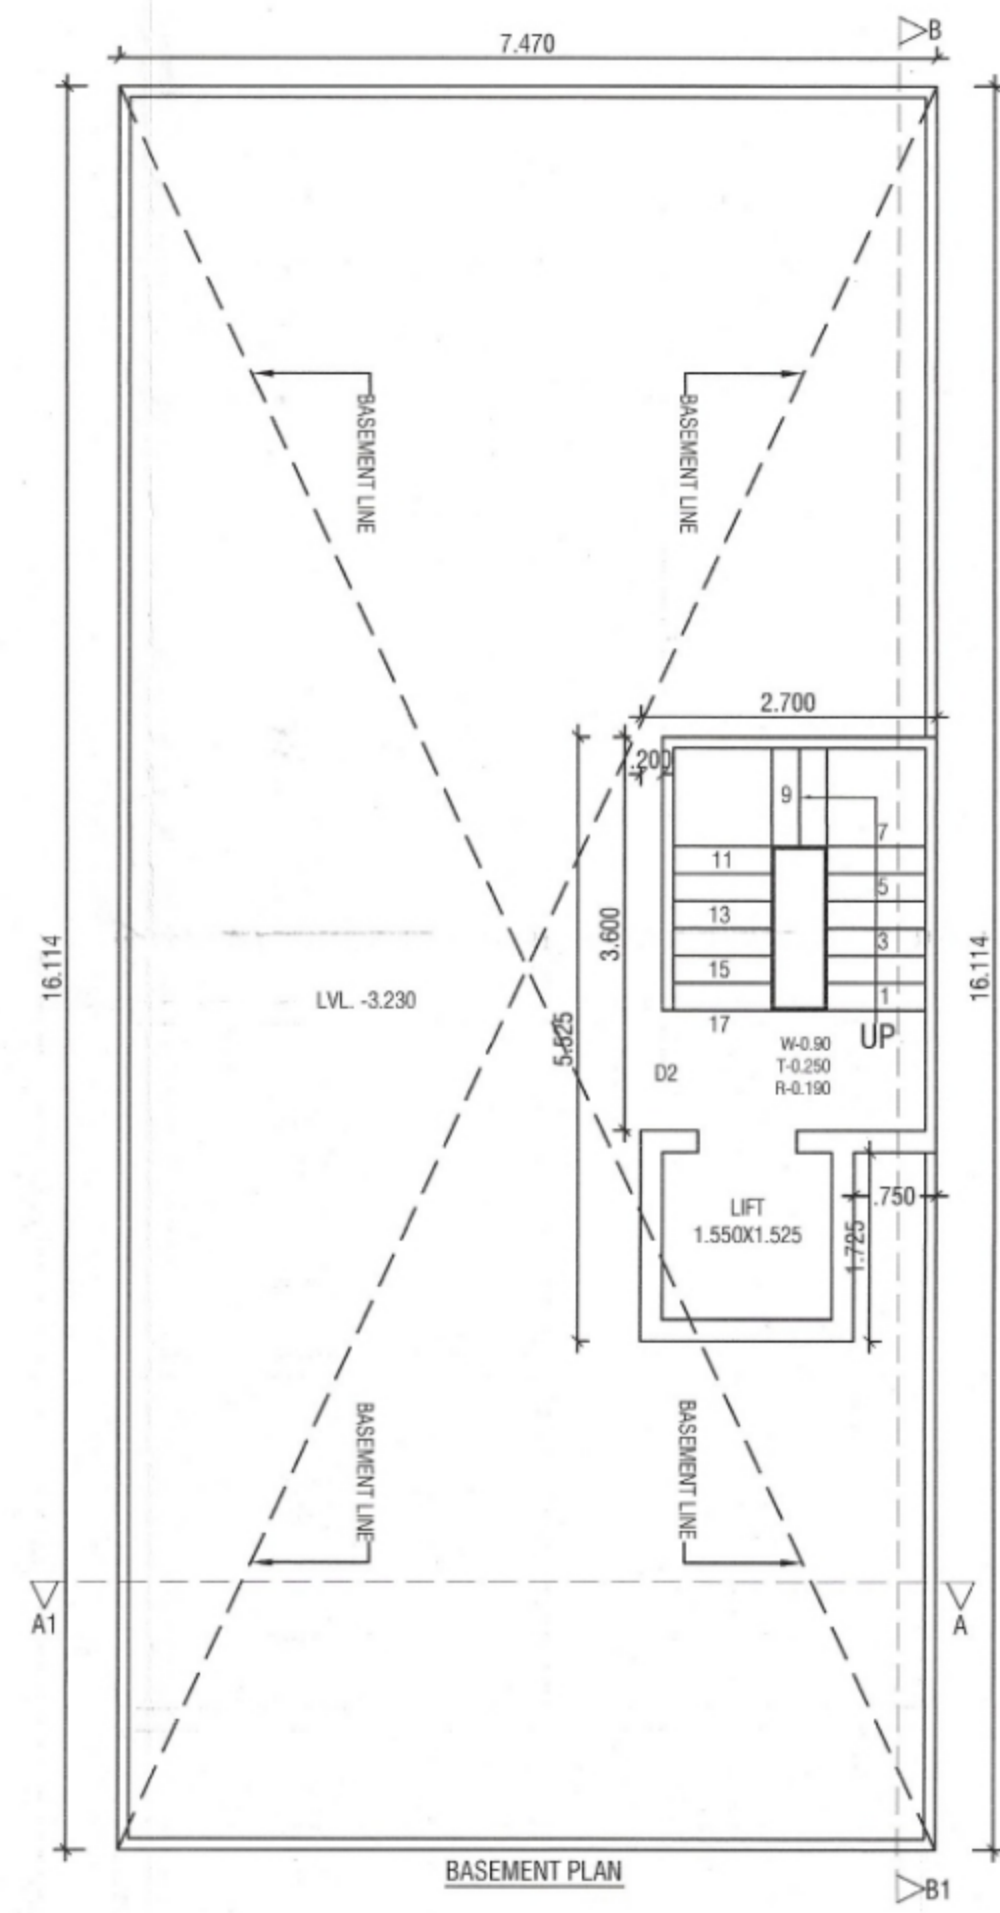 B
7.470
BASEMENT LINE
BASEMENT LINE
2.700
.200
9
7
11
5
3.600
13
3
16.114
16.114
15
LVL. -3.230
1
17
5.525
UP
W-0.90
T-0.250
R-0.190
D2
.750
LIFT
1.550X1.525
1.725
BASEMENT LINE
BASEMENT LINE
A1
A
BASEMENT PLAN
B1